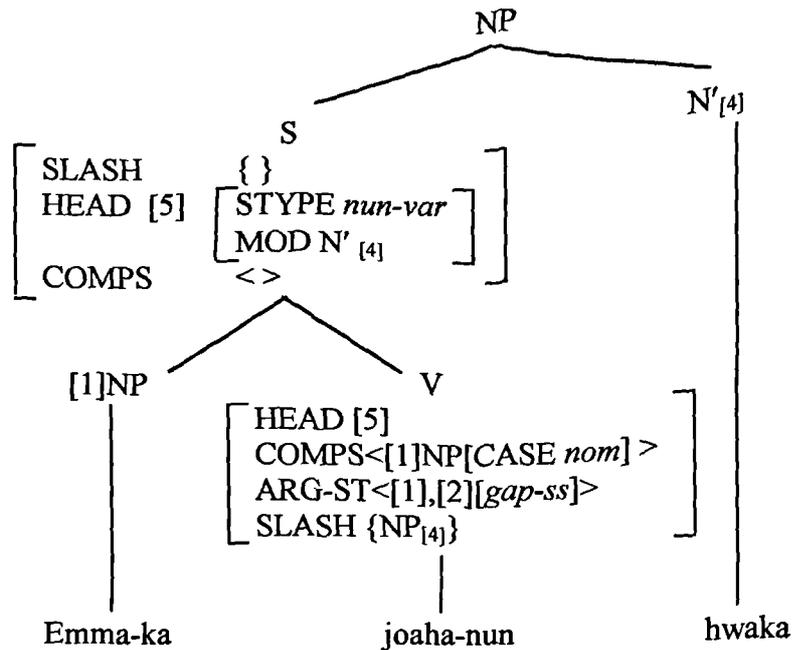 NP
S
N′[4]
SLASH { }
HEAD [5] STYPE nun-var
MOD N′ [4]
COMPS < >
[1]NP V
HEAD [5]
COMPS<[1]NP[CASE nom] >
ARG-ST<[1],[2][gap-ss]>
SLASH {NP[4]}
Emma-ka joaha-nun hwaka